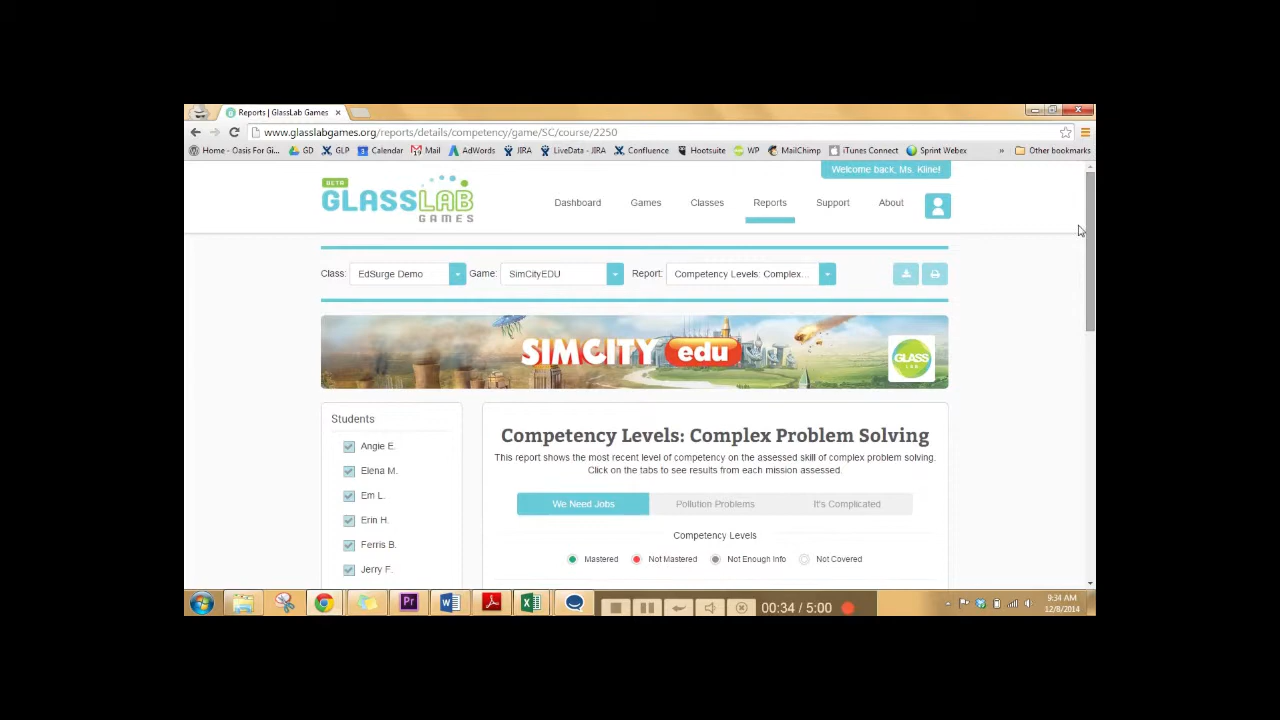 Reports | GlassLab Games
www.glasslabgames.org/reports/details/competency/game/SC/course/2250
Home - Oasis For Gi... GD GLP Calendar Mail AdWords JIRA LiveData - JIRA Confluence Hootsuite WP MailChimp iTunes Connect Sprint Webex » Other bookmarks
Welcome back, Ms. Kline!
BETA
GLASSLAB
GAMES
Dashboard Games Classes Reports Support About
Class: EdSurge Demo Game: SimCityEDU Report: Competency Levels: Complex...
SIMCITY edu
GLASS
LAB
Students
Angie E.
Elena M.
Em L.
Erin H.
Ferris B.
Jerry F.
Competency Levels: Complex Problem Solving
This report shows the most recent level of competency on the assessed skill of complex problem solving.
Click on the tabs to see results from each mission assessed.
We Need Jobs Pollution Problems It's Complicated
Competency Levels
Mastered Not Mastered Not Enough Info Not Covered
Pr
00:34 / 5:00
9:34 AM
12/8/2014